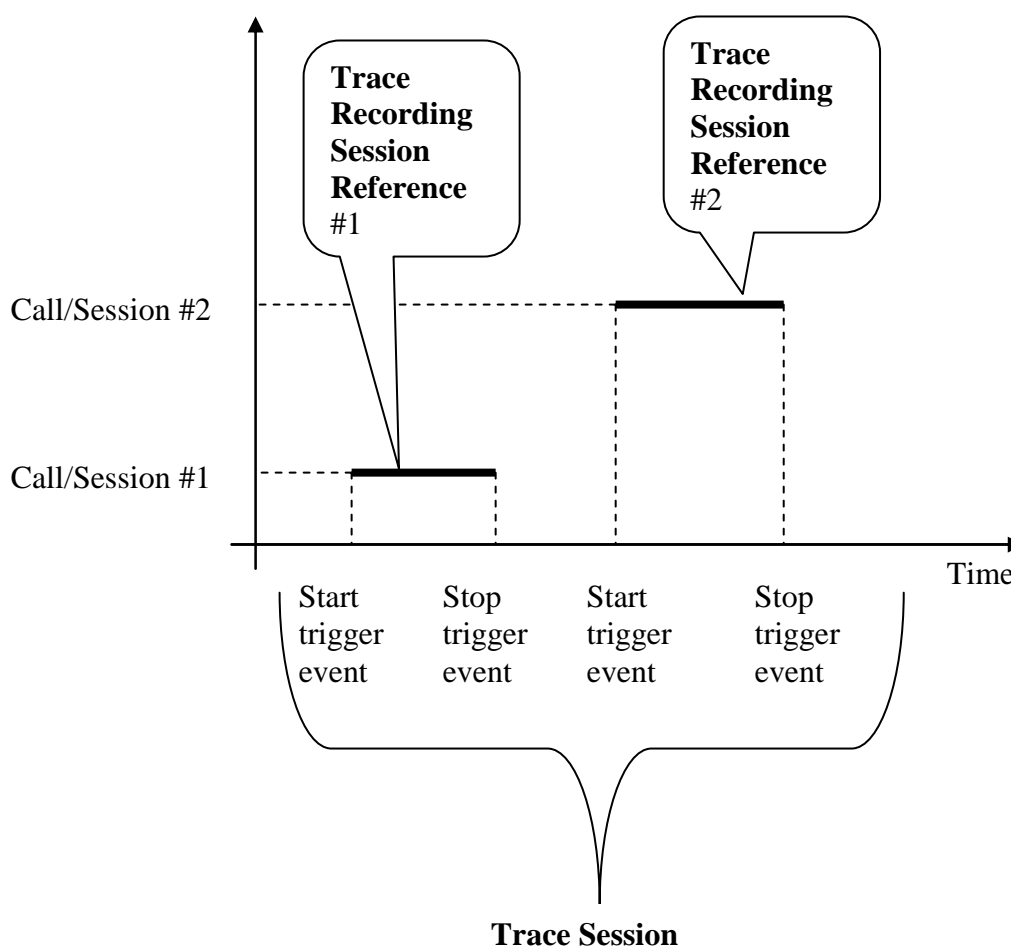 Trace
Recording
Session
Reference
#1
Trace
Recording
Session
Reference
#2
Call/Session #2
Call/Session #1
Time
Start
trigger
event
Stop
trigger
event
Start
trigger
event
Stop
trigger
event
Trace Session